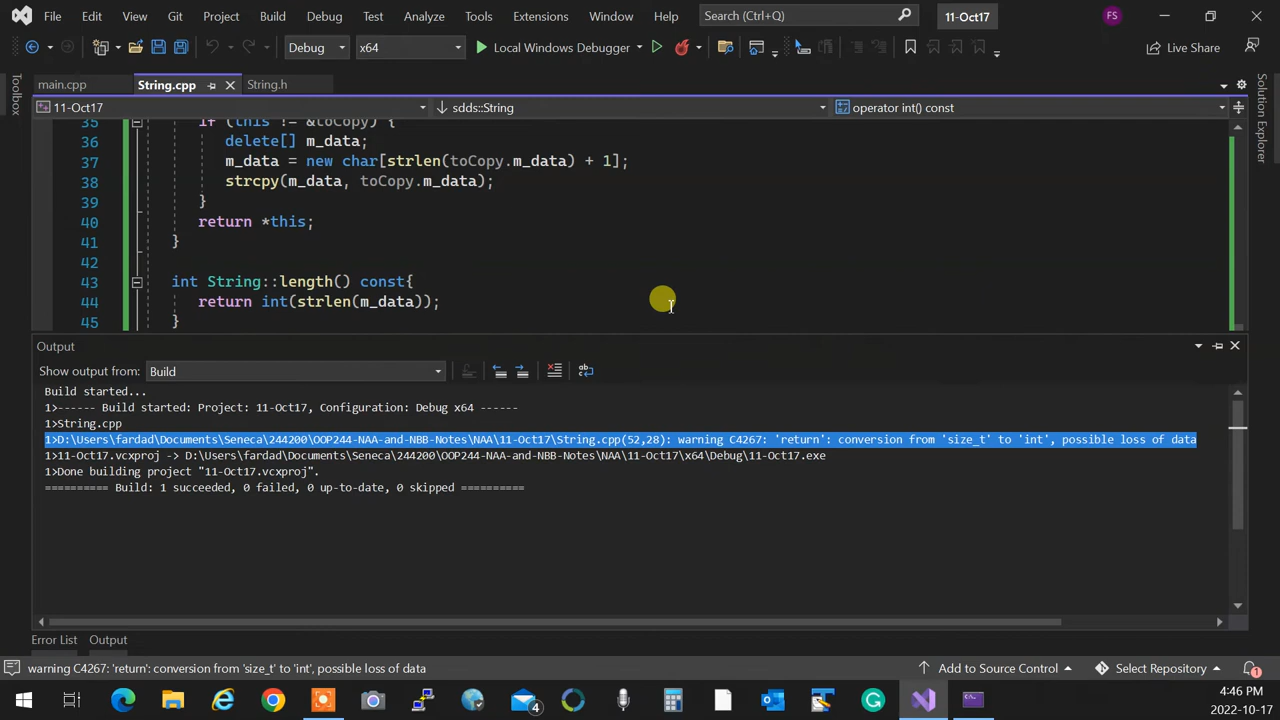 File Edit View Git Project Build Debug Test Analyze Tools Extensions Window Help Search (Ctrl+Q) 11-Oct17 FS
Debug x64 Local Windows Debugger Live Share
main.cpp String.cpp String.h
11-Oct17 sdds::String operator int() const
Toolbox
Solution Explorer
35 if (this != &toCopy) {
36 delete[] m_data;
37 m_data = new char[strlen(toCopy.m_data) + 1];
38 strcpy(m_data, toCopy.m_data);
39 }
40 return *this;
41 }
42
43 int String::length() const{
44 return int(strlen(m_data));
45 }
Output
Show output from: Build
Build started...
1>------ Build started: Project: 11-Oct17, Configuration: Debug x64 ------
1>String.cpp
1>D:\Users\fardad\Documents\Seneca\244200\OOP244-NAA-and-NBB-Notes\NAA\11-Oct17\String.cpp(52,28): warning C4267: 'return': conversion from 'size_t' to 'int', possible loss of data
1>11-Oct17.vcxproj -> D:\Users\fardad\Documents\Seneca\244200\OOP244-NAA-and-NBB-Notes\NAA\11-Oct17\x64\Debug\11-Oct17.exe
1>Done building project "11-Oct17.vcxproj".
========== Build: 1 succeeded, 0 failed, 0 up-to-date, 0 skipped ==========
Error List Output
warning C4267: 'return': conversion from 'size_t' to 'int', possible loss of data Add to Source Control Select Repository 1
4
4:46 PM
2022-10-17